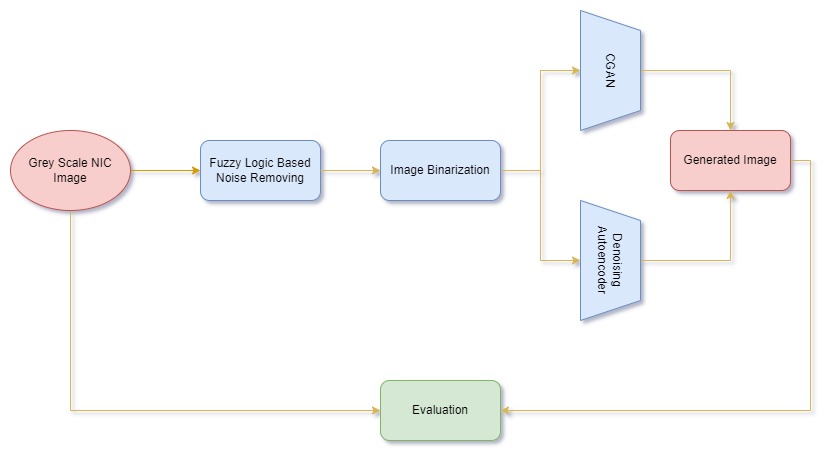 Grey Scale NIC
Image
Fuzzy Logic Based
Noise Removing
Image Binarization
CGAN
Denoising
Autoencoder
Generated Image
Evaluation